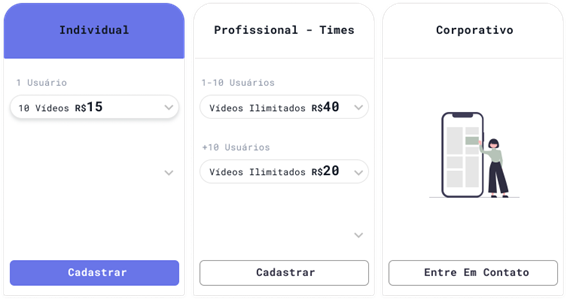 Individual
1 Usuário
10 Vídeos R$15
Cadastrar
Profissional - Times
1-10 Usuários
Vídeos Ilimitados R$40
+10 Usuários
Vídeos Ilimitados R$20
Cadastrar
Corporativo
Entre Em Contato